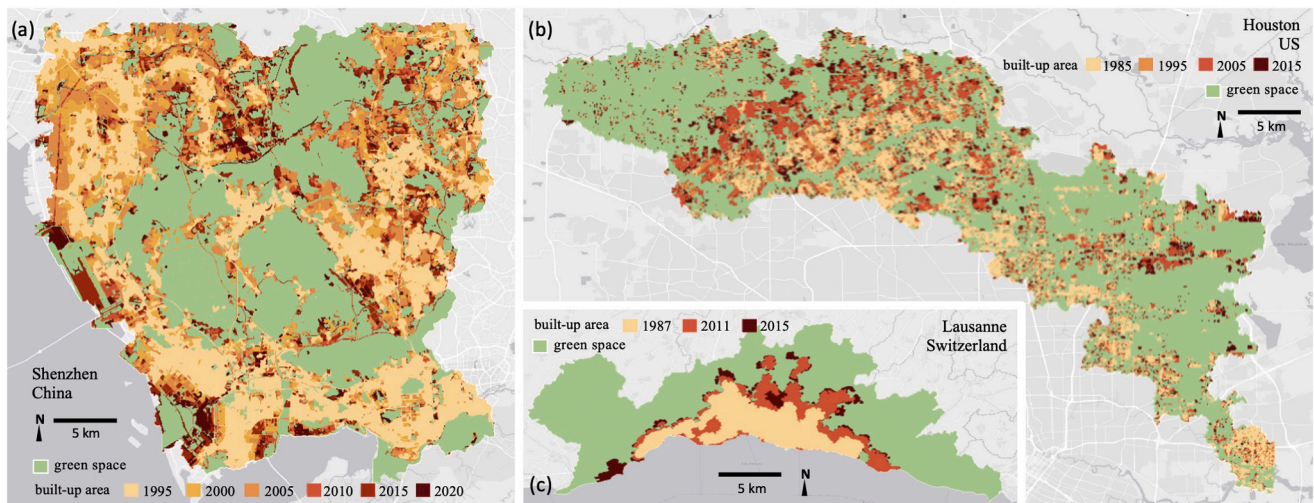 (a)
Shenzhen
China
N
5 km
green space
built-up area 1995 2000 2005 2010 2015 2020
(b)
Houston
US
built-up area 1985 1995 2005 2015
green space
N
5 km
built-up area 1987 2011 2015
green space
Lausanne
Switzerland
(c)
5 km
N